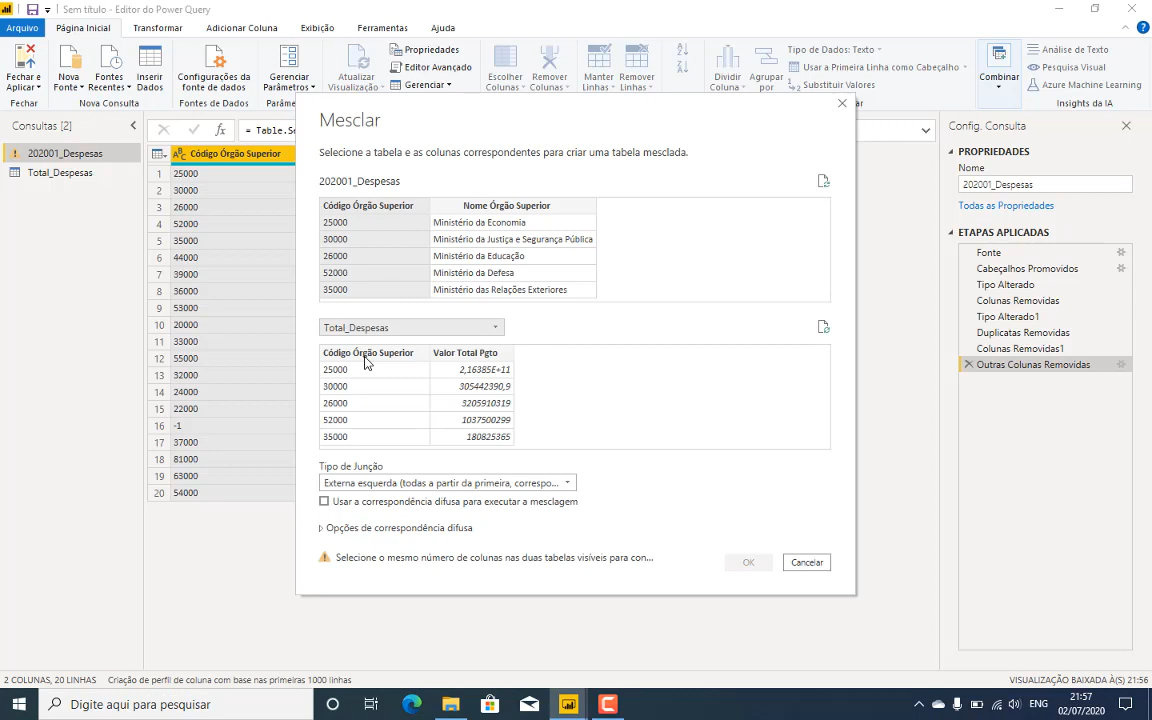 Sem título - Editor do Power Query
Arquivo Página Inicial Transformar Adicionar Coluna Exibição Ferramentas Ajuda
Fechar e Aplicar
Fechar
Nova Fonte
Fontes Recentes
Inserir Dados
Nova Consulta
Configurações da fonte de dados
Fontes de Dados
Gerenciar Parâmetros
Atualizar Visualização
Propriedades
Editor Avançado
Gerenciar
Escolher Colunas
Remover Colunas
Manter Linhas
Remover Linhas
Dividir Coluna
Agrupar por
Tipo de Dados: Texto
Usar a Primeira Linha como Cabeçalho
Substituir Valores
Combinar
Análise de Texto
Pesquisa Visual
Azure Machine Learning
Insights da IA
Consultas [2]
202001_Despesas
Total_Despesas
= Table.Se
Código Órgão Superior
1 25000
2 30000
3 26000
4 52000
5 35000
6 44000
7 39000
8 36000
9 53000
10 20000
11 33000
12 55000
13 32000
14 24000
15 22000
16 -1
17 37000
18 81000
19 63000
20 54000
Mesclar
Selecione a tabela e as colunas correspondentes para criar uma tabela mesclada.
202001_Despesas
Código Órgão Superior Nome Órgão Superior
25000 Ministério da Economia
30000 Ministério da Justiça e Segurança Pública
26000 Ministério da Educação
52000 Ministério da Defesa
35000 Ministério das Relações Exteriores
Total_Despesas
Código Órgão Superior Valor Total Pgto
25000 2,16385E+11
30000 305442390,9
26000 3205910319
52000 1037500299
35000 180825365
Tipo de Junção
Externa esquerda (todas a partir da primeira, correspo...
Usar a correspondência difusa para executar a mesclagem
Opções de correspondência difusa
Selecione o mesmo número de colunas nas duas tabelas visíveis para con...
OK Cancelar
Config. Consulta
PROPRIEDADES
Nome
202001_Despesas
Todas as Propriedades
ETAPAS APLICADAS
Fonte
Cabeçalhos Promovidos
Tipo Alterado
Colunas Removidas
Tipo Alterado1
Duplicatas Removidas
Colunas Removidas1
Outras Colunas Removidas
2 COLUNAS, 20 LINHAS Criação de perfil de coluna com base nas primeiras 1000 linhas VISUALIZAÇÃO BAIXADA À(S) 21:56
Digite aqui para pesquisar
ENG
21:57
02/07/2020